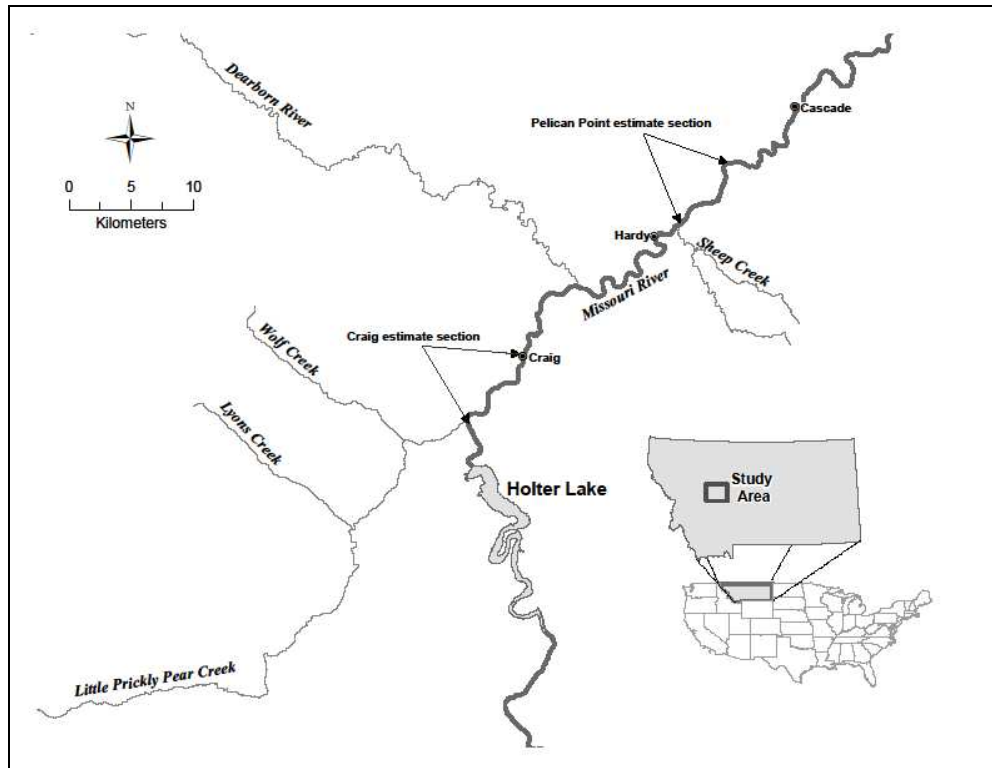 Dearborn River
N
0 5 10
Kilometers
Cascade
Pelican Point estimate section
Hardy
Sheep Creek
Missouri River
Craig estimate section
Craig
Wolf Creek
Lyons Creek
Holter Lake
Study
Area
Little Prickly Pear Creek